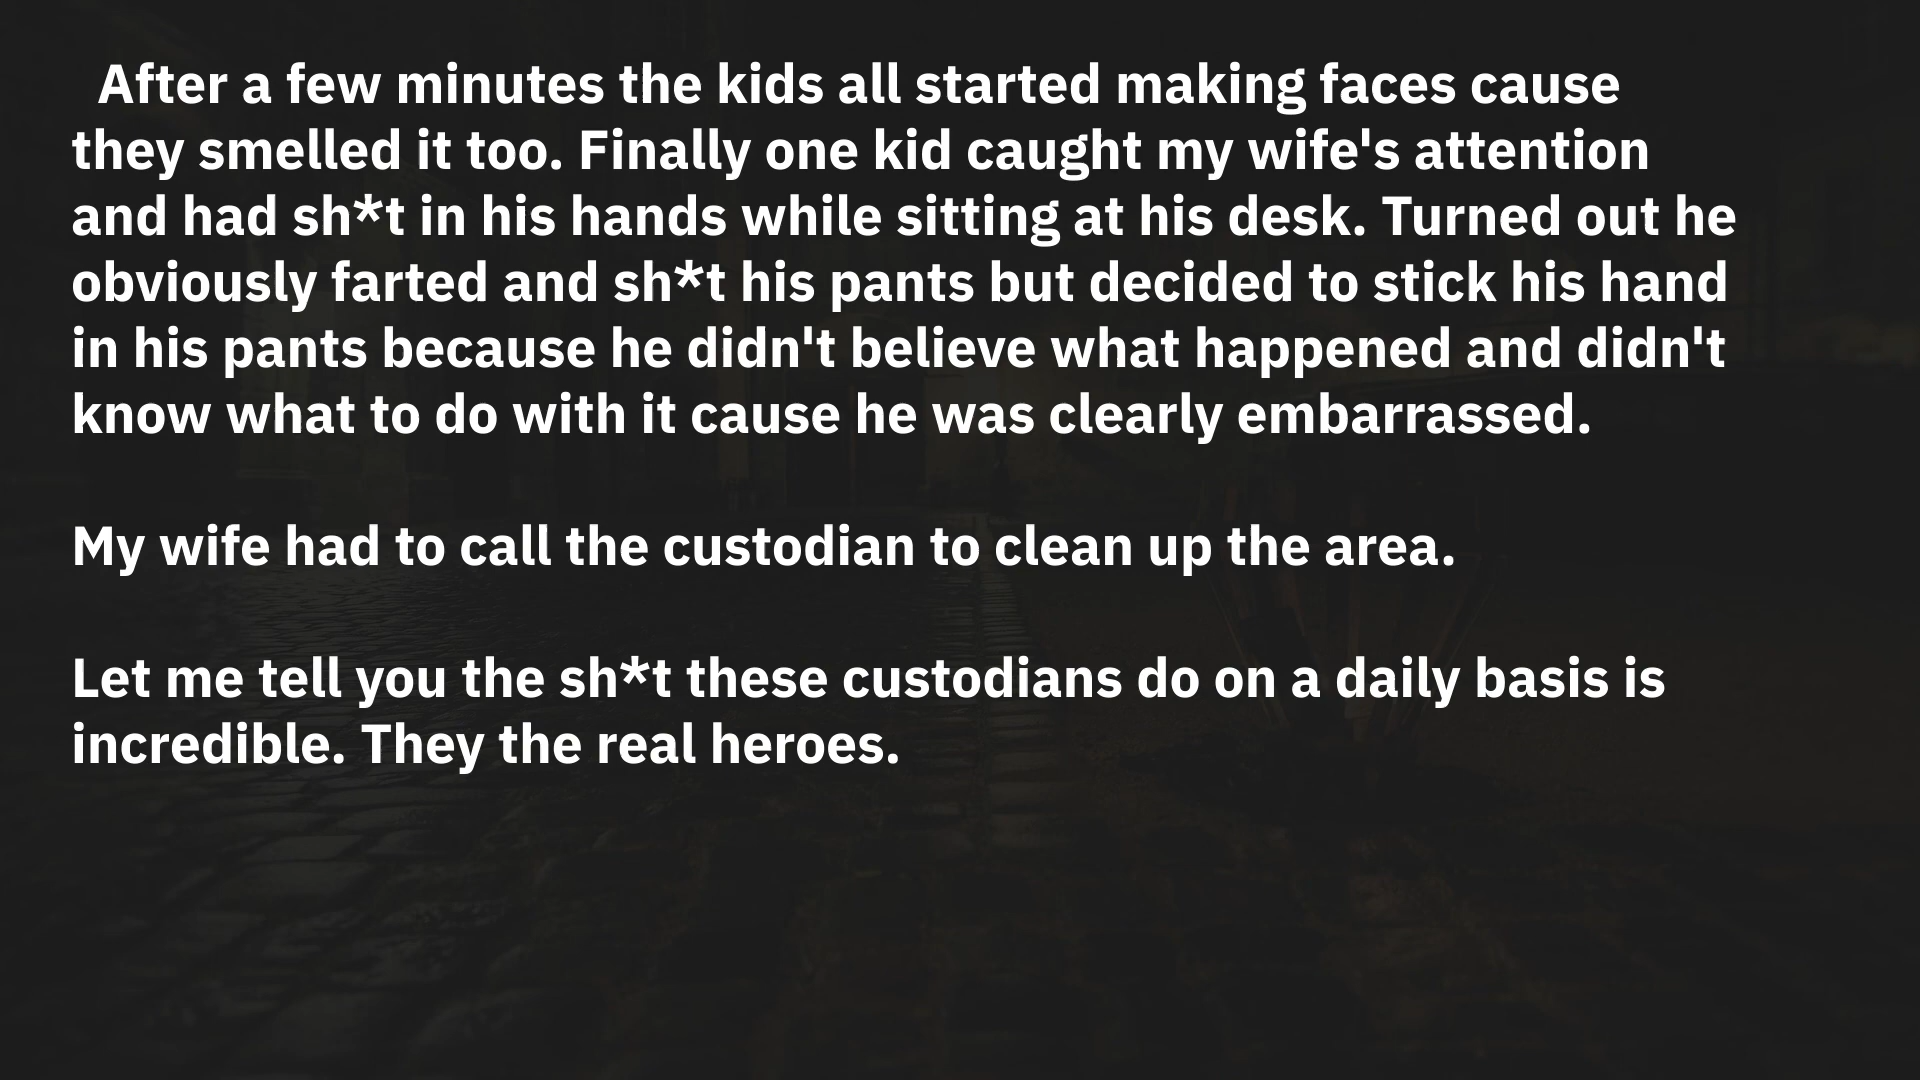 After a few minutes the kids all started making faces cause
they smelled it too. Finally one kid caught my wife's attention
and had sh*t in his hands while sitting at his desk. Turned out he
obviously farted and sh*t his pants but decided to stick his hand
in his pants because he didn't believe what happened and didn't
know what to do with it cause he was clearly embarrassed.
My wife had to call the custodian to clean up the area.
Let me tell you the sh*t these custodians do on a daily basis is
incredible. They the real heroes.